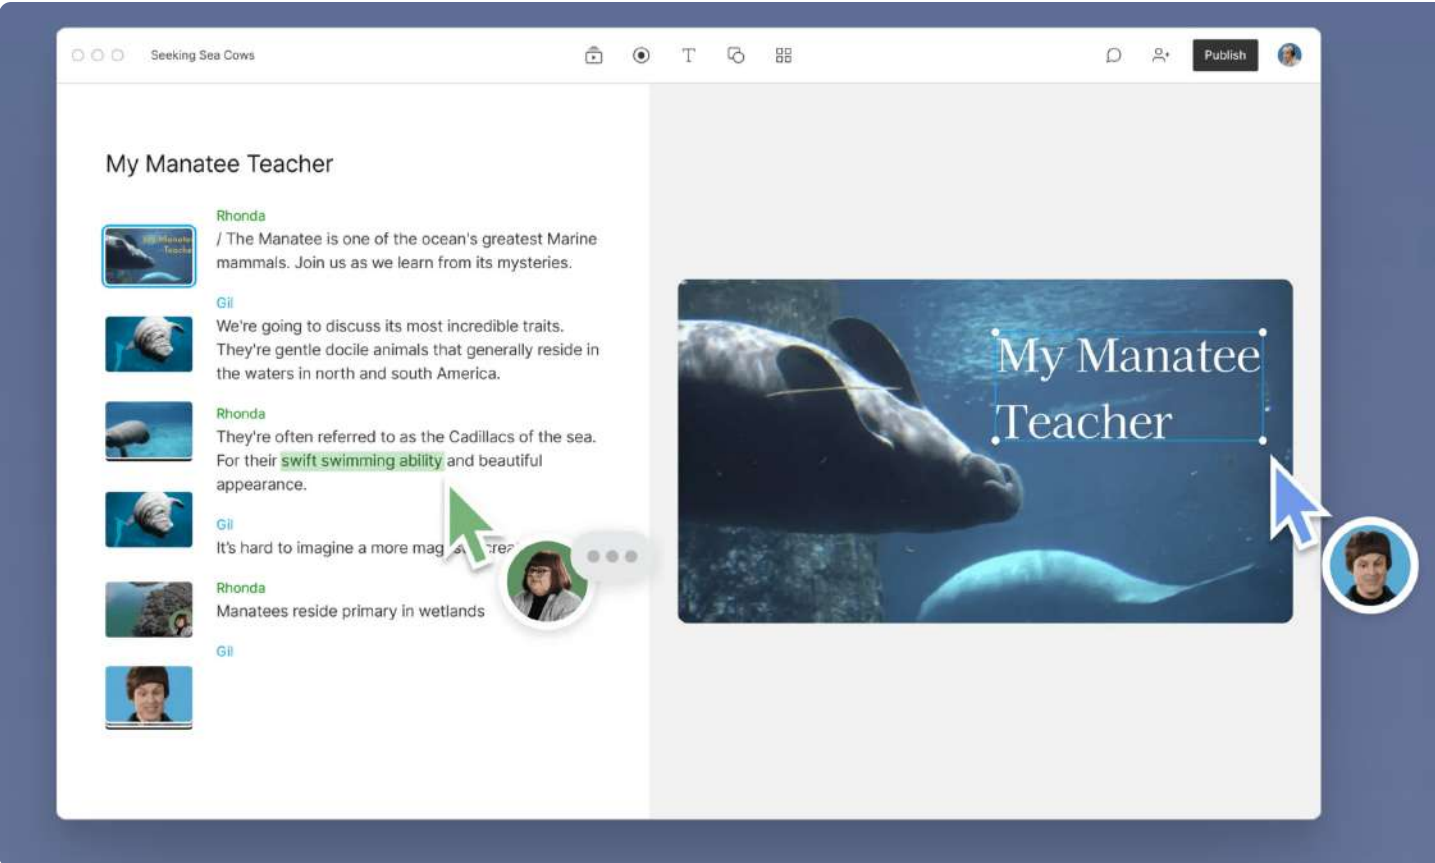 Seeking Sea Cows
T
Publish
My Manatee Teacher
Rhonda
/ The Manatee is one of the ocean's greatest Marine
mammals. Join us as we learn from its mysteries.
Gil
We're going to discuss its most incredible traits.
They're gentle docile animals that generally reside in
the waters in north and south America.
Rhonda
They're often referred to as the Cadillacs of the sea.
For their swift swimming ability and beautiful
appearance.
Gil
It's hard to imagine a more
Rhonda
Manatees reside primary in wetlands
Gil
My Manatee
Teacher
My Manatee
Teacher